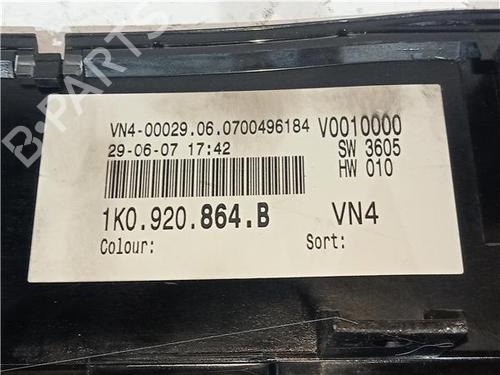 B-PARTS
VN4-00029.06.0700496184 V0010000
29-06-07 17:42 SW 3605
HW 010
1K0.920.864.B VN4
Colour: Sort: